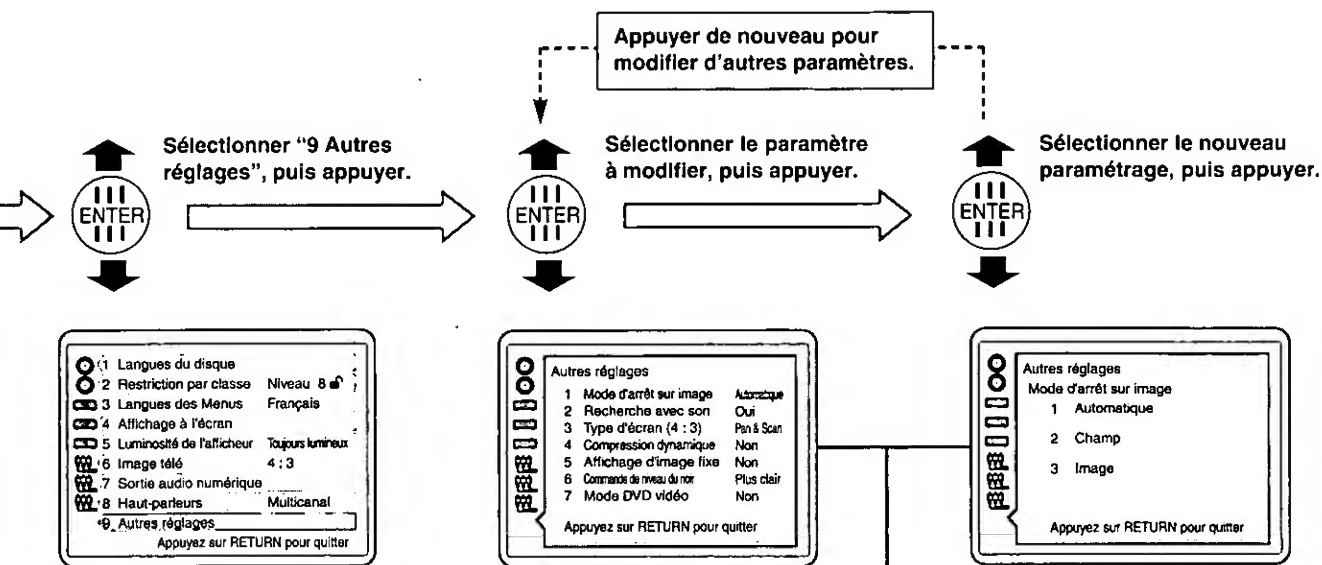 Appuyer de nouveau pour
modifier d'autres paramètres.
Sélectionner “9 Autres
réglages”, puis appuyer.
ENTER
Sélectionner le paramètre
à modifier, puis appuyer.
ENTER
Sélectionner le nouveau
paramétrage, puis appuyer.
ENTER
1 Langues du disque
2 Restriction par classe Niveau 8
3 Langues des Menus Français
4 Affichage à l'écran
5 Luminosité de l'afficheur Toujours lumineux
6 Image télé 4 : 3
7 Sortie audio numérique
8 Haut-parleurs Multicanal
9 Autres réglages
Appuyez sur RETURN pour quitter
Autres réglages
1 Mode d'arrêt sur image Automatique
2 Recherche avec son Oui
3 Type d'écran (4 : 3) Pan & Scan
4 Compression dynamique Non
5 Affichage d'image fixe Non
6 Commande de niveau du noir Plus clair
7 Mode DVD vidéo Non
Appuyez sur RETURN pour quitter
Autres réglages
Mode d'arrêt sur image
1 Automatique
2 Champ
3 Image
Appuyez sur RETURN pour quitter